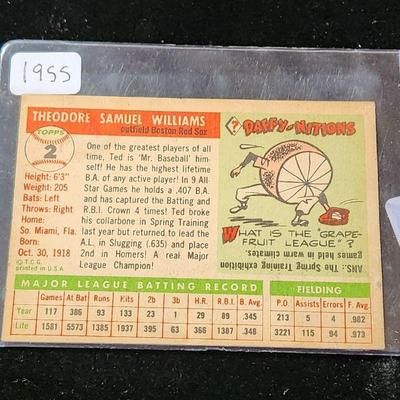 1955
THEODORE SAMUEL WILLIAMS
outfield Boston Red Sox
TOPPS
2
Height: 6'3"
Weight: 205
Bats: Left
Throws: Right
Home:
So. Miami, Fla.
Born:
Oct. 30, 1918
© T.C.G.
printed in U.S.A.
One of the greatest players of all
time, Ted is 'Mr. Baseball' him-
self! He has the highest lifetime
B.A. of any active player! In 9 All
Star Games he holds a .407 B.A.
and has captured the Batting and
R.B.I. Crown 4 times! Ted broke
his collarbone in Spring Training
last year but returned to lead the
A.L. in Slugging (.635) and place
2nd in Homers! A real Major
League Champion!
? DAFFY-NITIONS
WHAT IS THE "GRAPE-
FRUIT LEAGUE"?
ANS. The Spring Training exhibition
games held in warm climates.
MAJOR LEAGUE BATTING RECORD
Games At Bat Runs Hits 2b 3b H.R. R.B.I. B. Avg.
Year 117 386 93 133 23 1 29 89 .345
Life 1581 5573 1357 1937 395 63 366 1387 .348
FIELDING
P.O. Assists Errors F. Avg.
213 5 4 .982
3221 115 94 .973